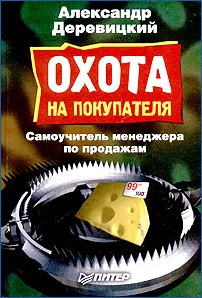 Александр
Деревицкий
ОХОТА
НА ПОКУПАТЕЛЯ
Самоучитель менеджера
по продажам
99
ПИТЕР